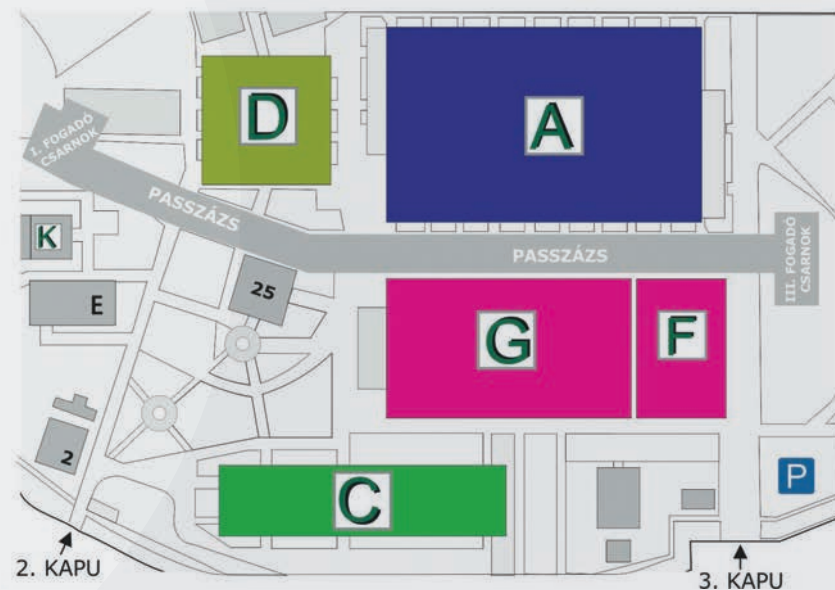 D
A
I. FOGADÓ
CSARNOK
PASSZÁZS
K
PASSZÁZS
III. FOGADÓ
CSARNOK
25
E
G
F
2
C
P
2. KAPU
3. KAPU